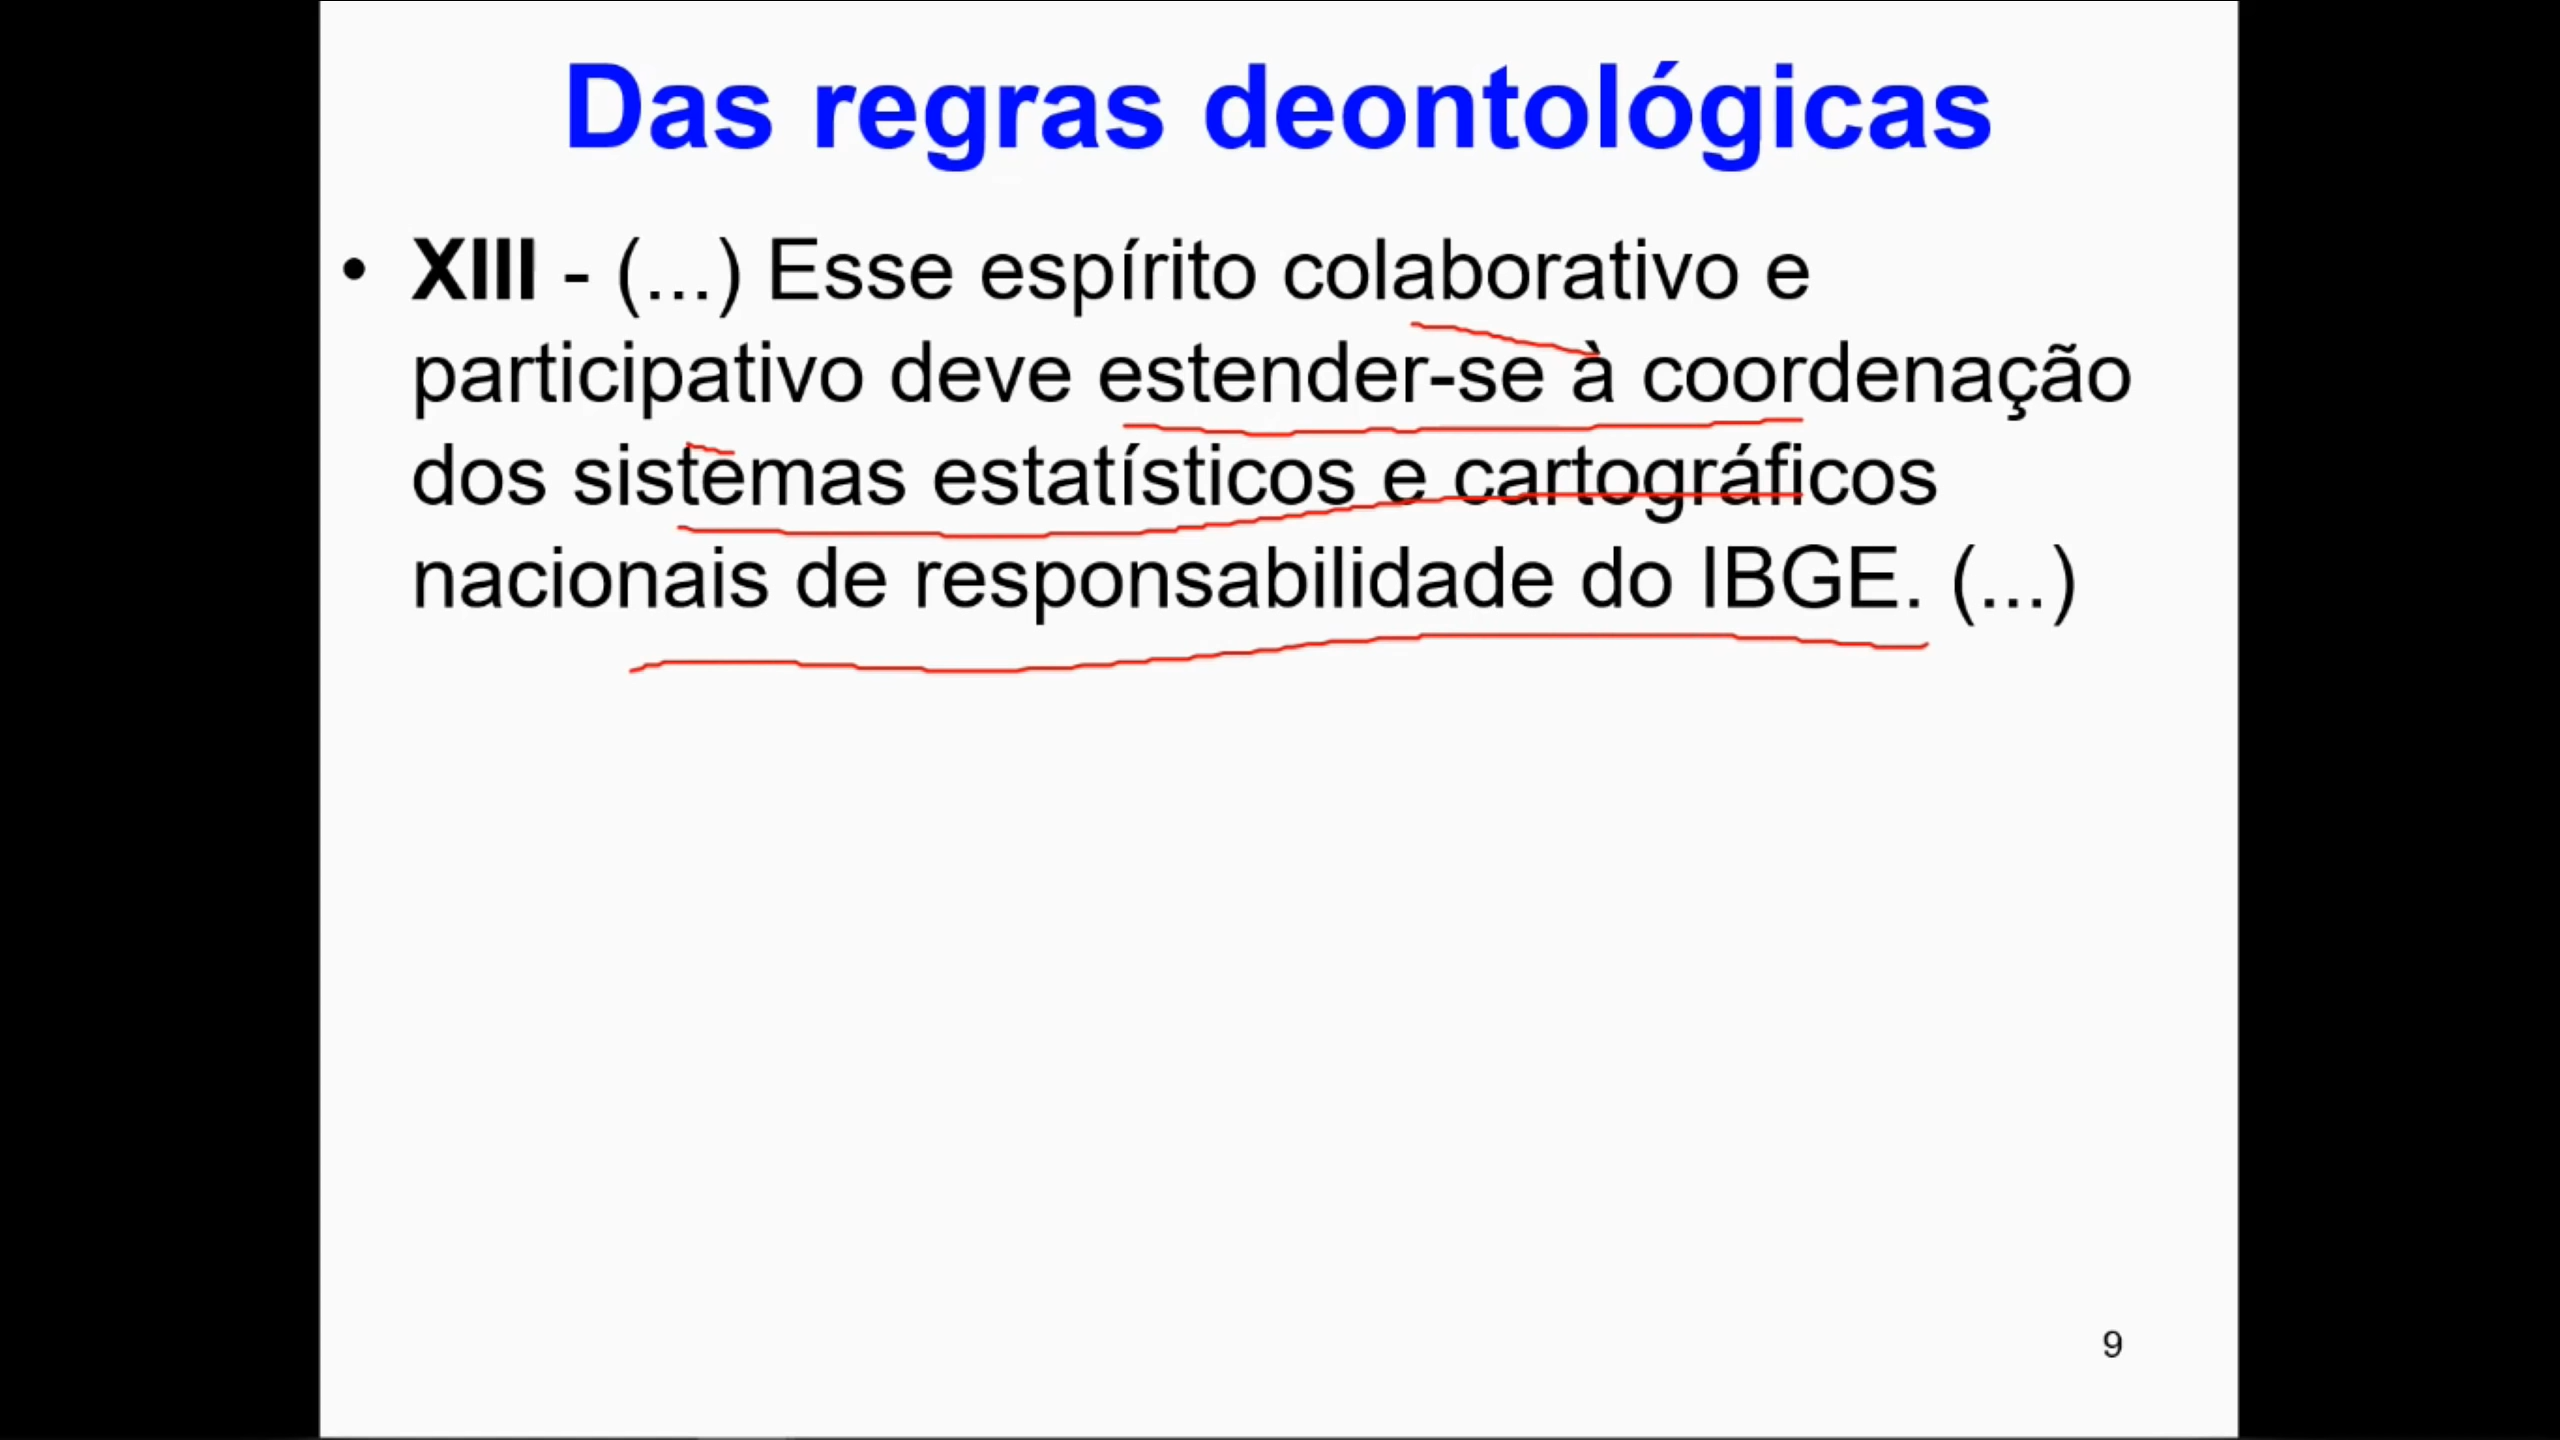 Das regras deontológicas
• XIII - (...) Esse espírito colaborativo e
participativo deve estender-se à coordenação
dos sistemas estatísticos e cartográficos
nacionais de responsabilidade do IBGE. (...)
9